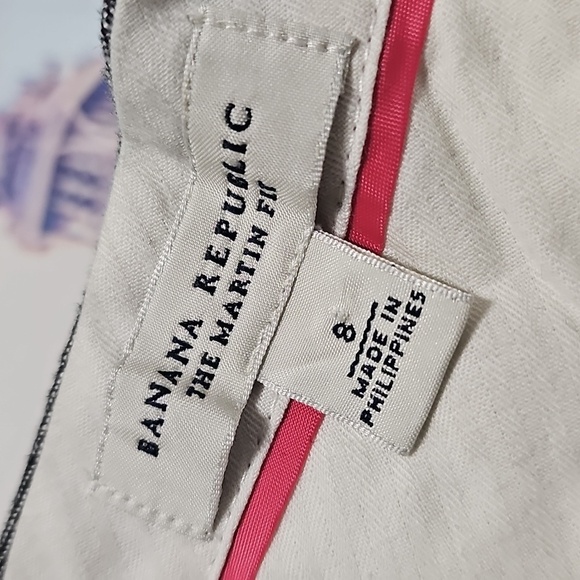 BANANA REPUBLIC
THE MARTIN FIT
8
MADE IN
PHILIPPINES